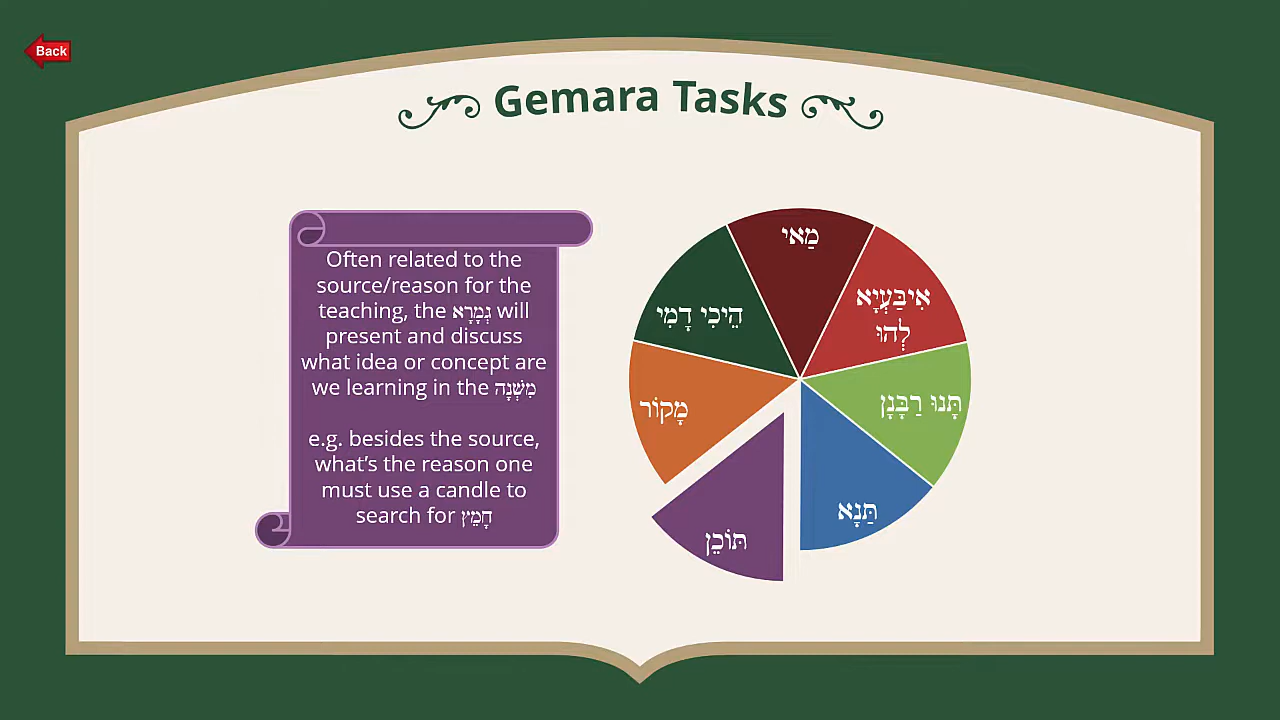 Back
Gemara Tasks
Often related to the
source/reason for the
teaching, the גְּמָרָא will
present and discuss
what idea or concept are
we learning in the מִשְׁנָה
e.g. besides the source,
what's the reason one
must use a candle to
search for חָמֵץ
מַאי
אִיבַּעְיָא
לְהוּ
הֵיכִי דָמִי
תָּנוּ רַבָּנָן
מָקוֹר
תַּנָא
תּוֹכֵן